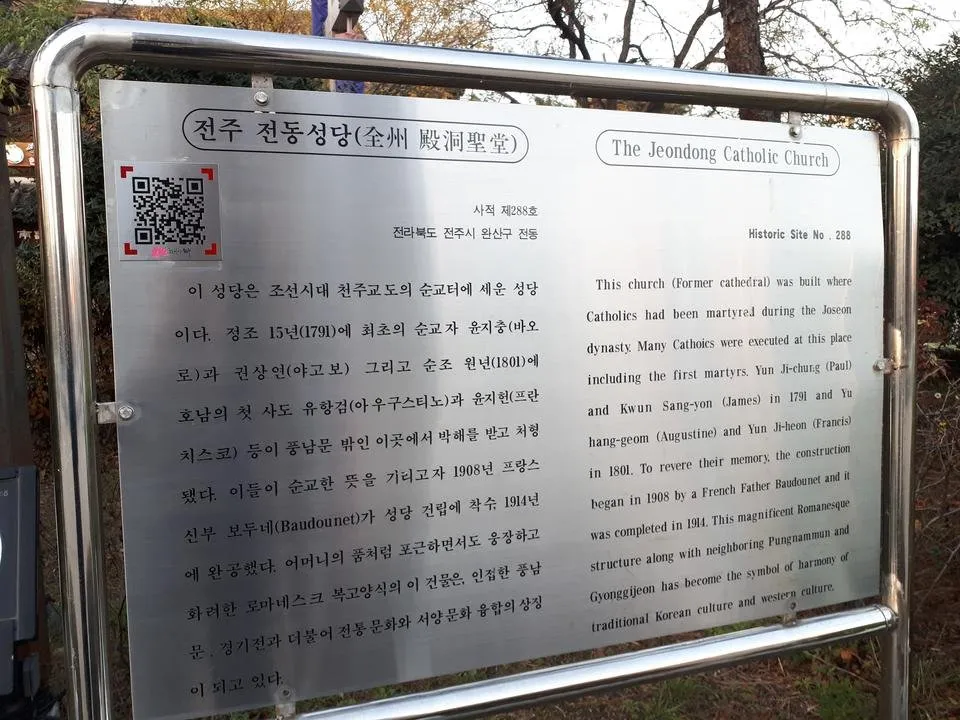 전주 전동성당(全州 殿洞聖堂)
사적 제288호
전라북도 전주시 완산구 전동
이 성당은 조선시대 천주교도의 순교터에 세운 성당
이다. 정조 15년(1791)에 최초의 순교자 윤지충(바오
로)과 권상연(야고보) 그리고 순조 원년(1801)에
호남의 첫 사도 유항검(아우구스티노)과 윤지헌(프란
치스코) 등이 풍남문 밖인 이곳에서 박해를 받고 처형
됐다. 이들이 순교한 뜻을 기리고자 1908년 프랑스
신부 보두네(Baudounet)가 성당 건립에 착수, 1914년
에 완공했다. 어머니의 품처럼 포근하면서도 웅장하고
화려한 로마네스크 복고양식의 이 건물은, 인접한 풍남
문, 경기전과 더불어 전통문화와 서양문화 융합의 상징
이 되고 있다.
The Jeondong Catholic Church
Historic Site No . 288
This church (Former cathedral) was built where
Catholics had been martyred during the Joseon
dynasty. Many Cathoics were executed at this place
including the first martyrs, Yun Ji-chung (Paul)
and Kwun Sang-yon (James) in 1791 and Yu
hang-geom (Augustine) and Yun Ji-heon (Francis)
in 1801. To revere their memory, the construction
began in 1908 by a French Father Baudounet and it
was completed in 1914. This magnificent Romanesque
structure along with neighboring Pungnammun and
Gyonggijeon has become the symbol of harmony of
traditional Korean culture and western culture.